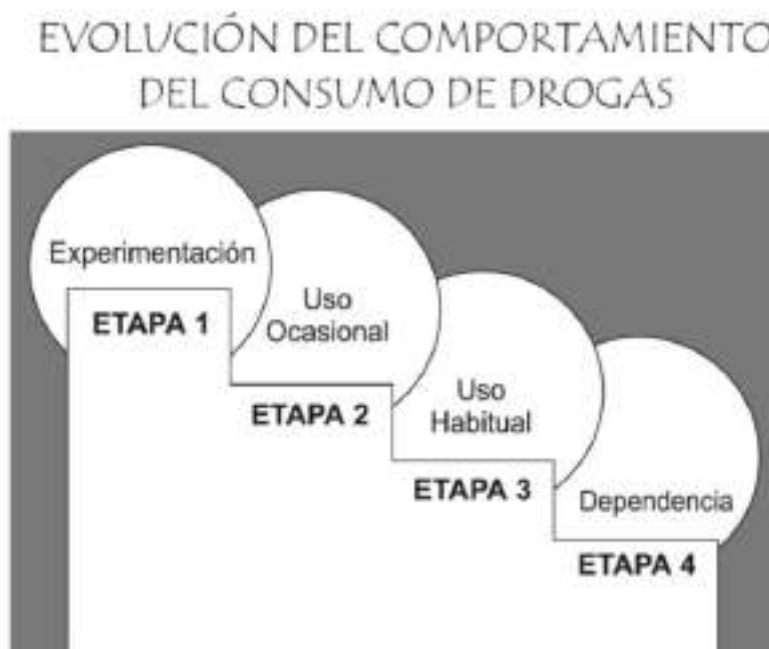 EVOLUCIÓN DEL COMPORTAMIENTO
DEL CONSUMO DE DROGAS
Experimentación
ETAPA 1
Uso
Ocasional
ETAPA 2
Uso
Habitual
ETAPA 3
Dependencia
ETAPA 4